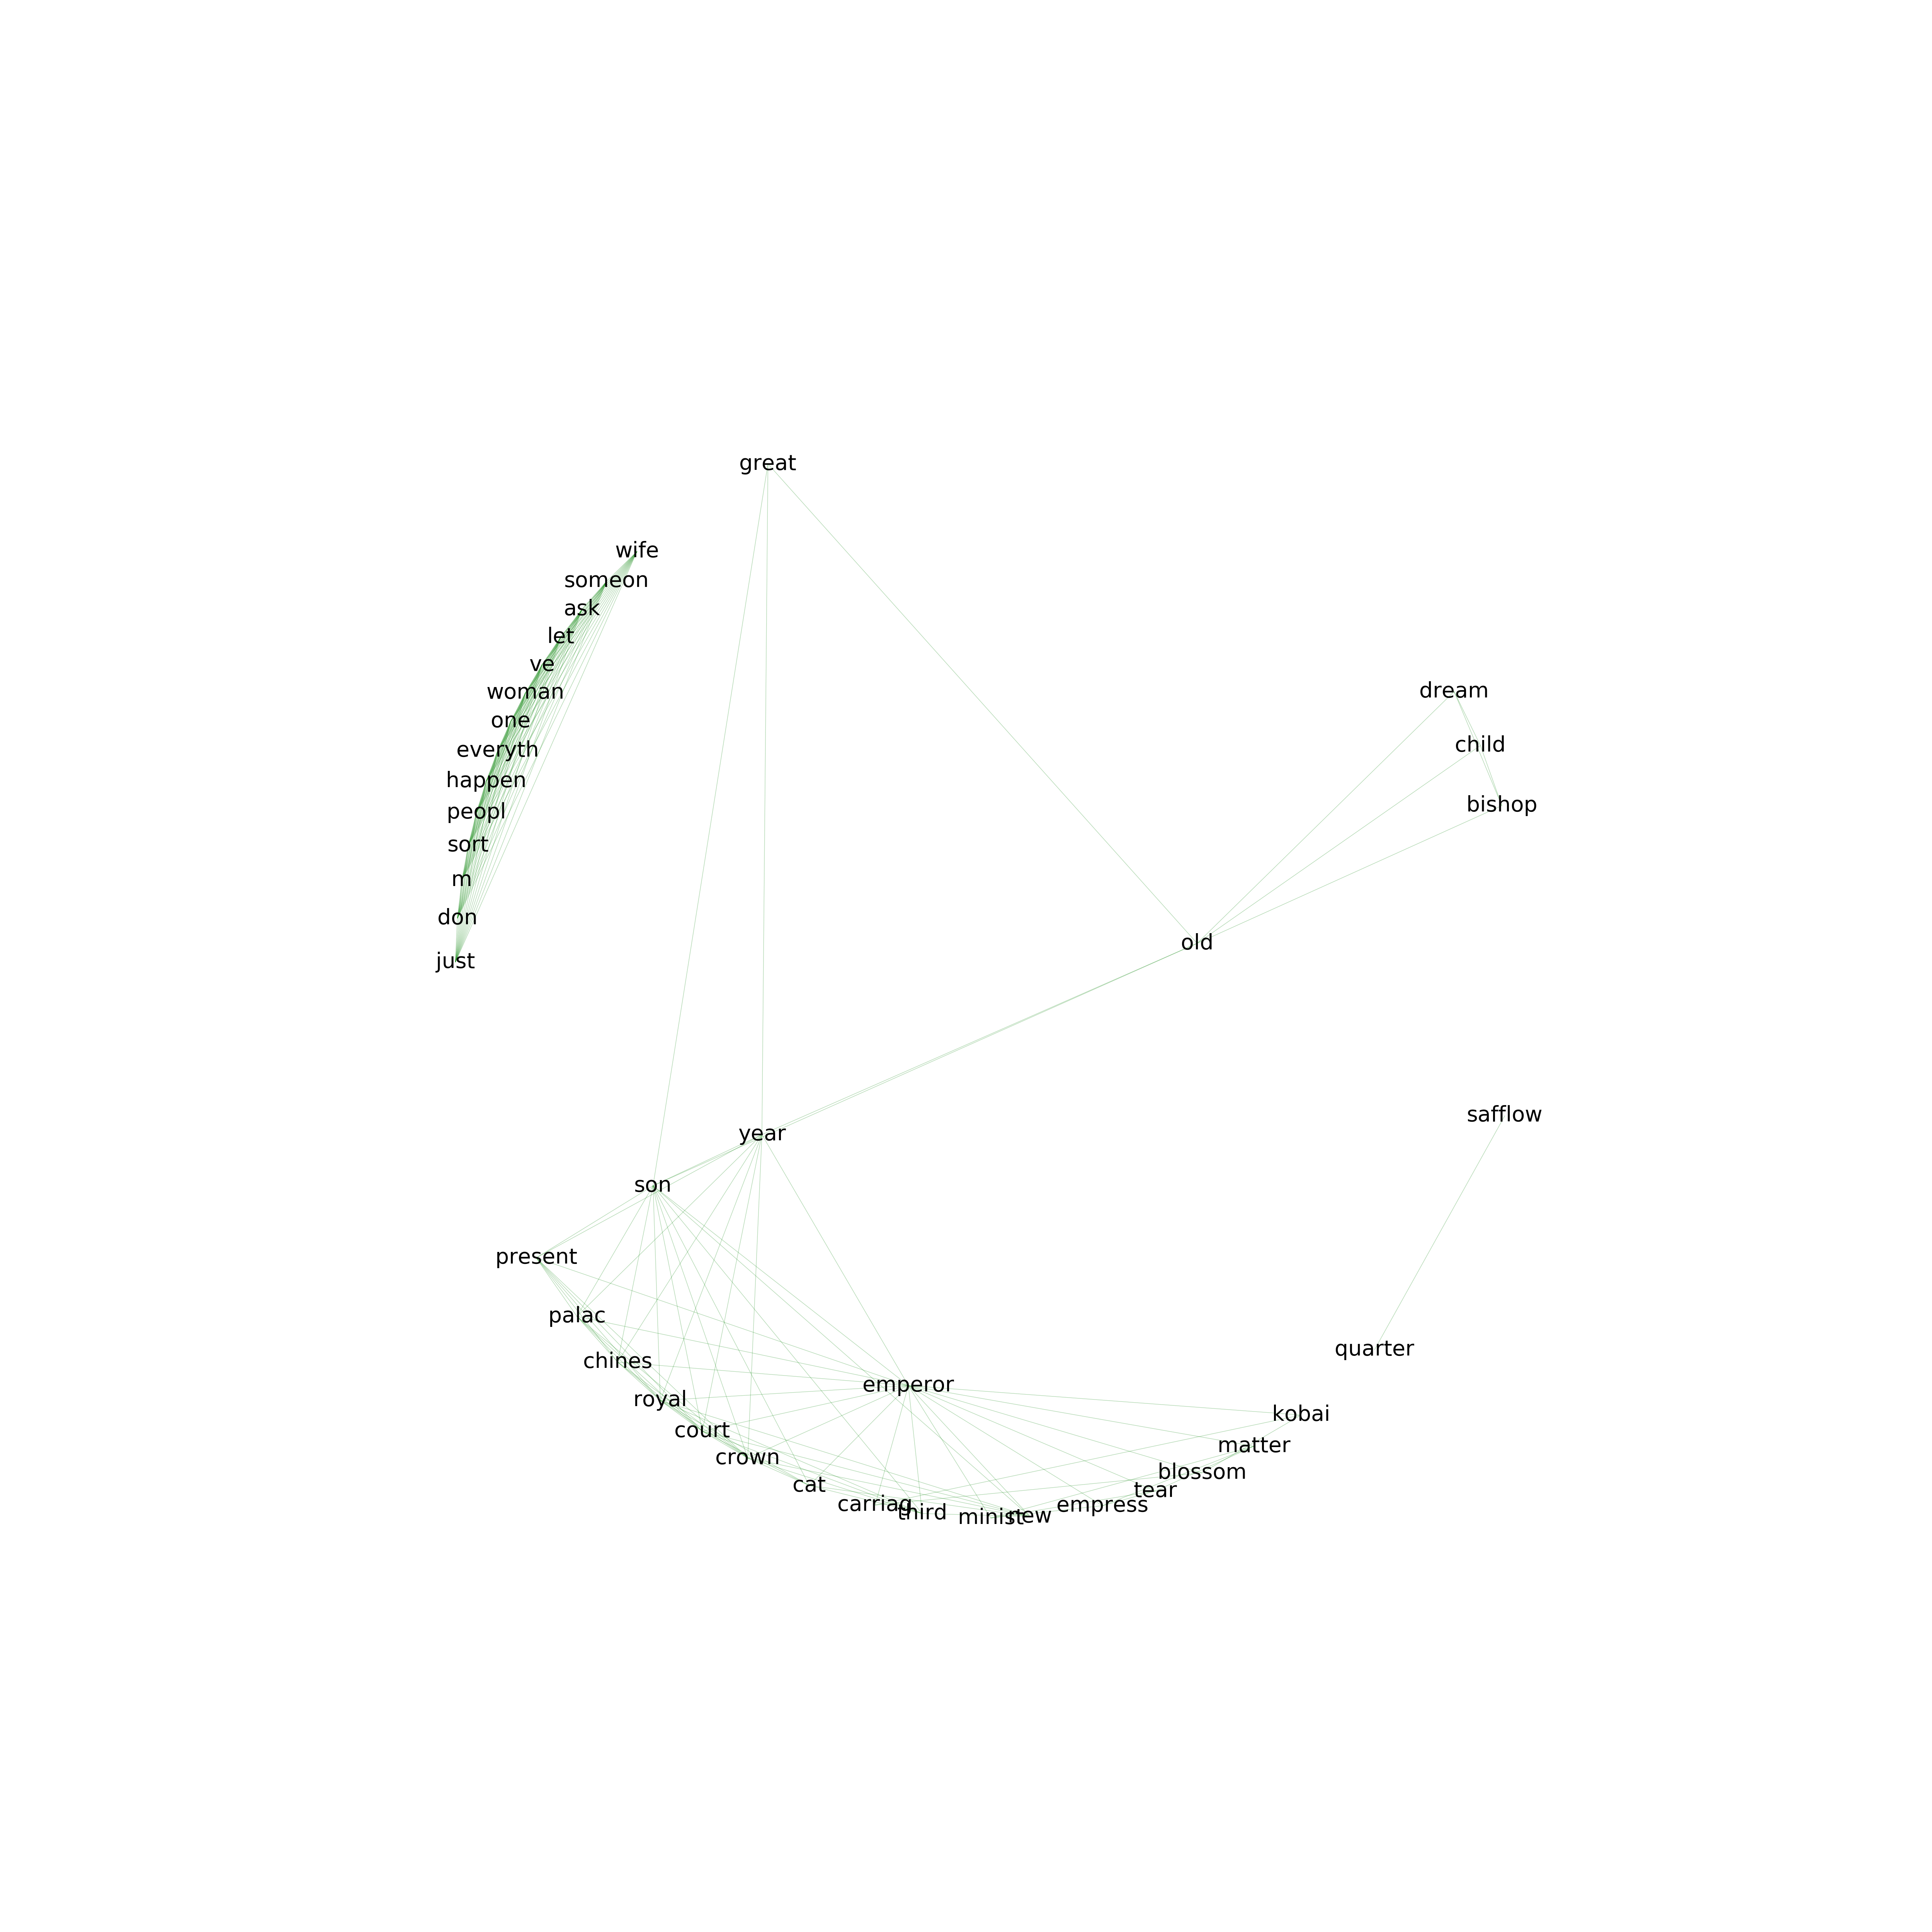 great
wife
someon
ask
let
ve
woman
dream
one
child
everyth
happen
bishop
peopl
sort
m
don
old
just
safflow
year
son
present
palac
quarter
chines
emperor
royal
kobai
court
matter
crown
blossom
cat
tear
carriag
empress
third
new
minist